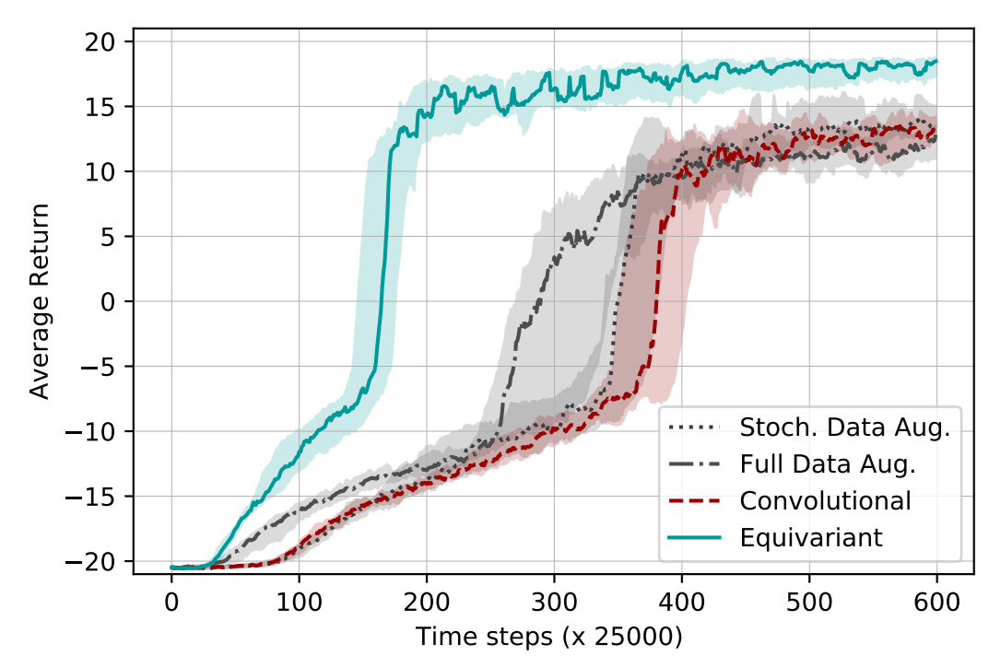 20
15
10
5
0
−5
−10
−15
−20
Average Return
0 100 200 300 400 500 600
Time steps (x 25000)
Stoch. Data Aug.
Full Data Aug.
Convolutional
Equivariant